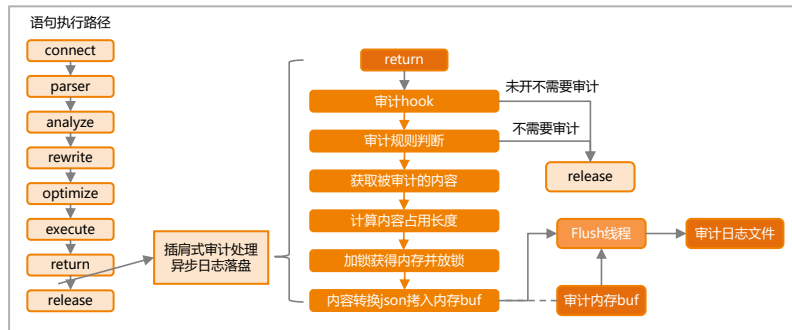 语句执行路径
connect
parser
analyze
rewrite
optimize
execute
return
release
插肩式审计处理
异步日志落盘
return
审计hook
审计规则判断
获取被审计的内容
计算内容占用长度
加锁获得内存并放锁
内容转换json拷入内存buf
未开不需要审计
不需要审计
release
Flush线程
审计日志文件
审计内存buf